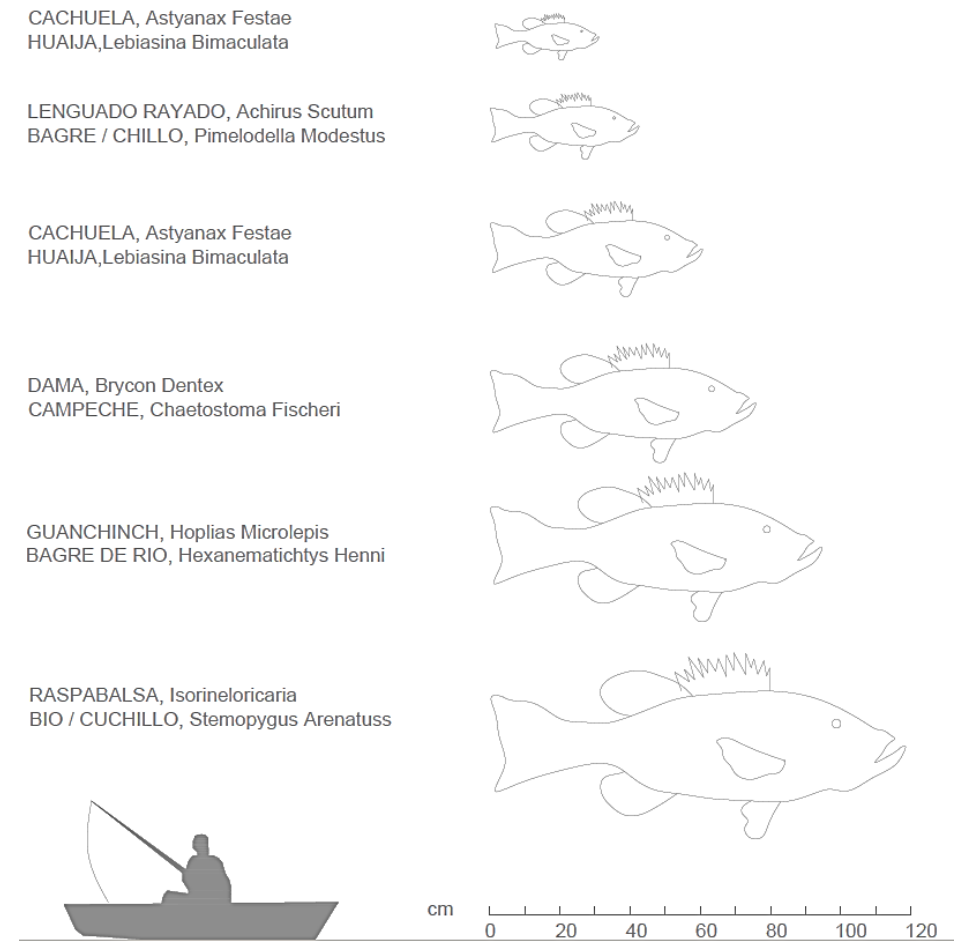 CACHUELA, Astyanax Festae
HUAIJA,Lebiasina Bimaculata
LENGUADO RAYADO, Achirus Scutum
BAGRE / CHILLO, Pimelodella Modestus
CACHUELA, Astyanax Festae
HUAIJA,Lebiasina Bimaculata
DAMA, Brycon Dentex
CAMPECHE, Chaetostoma Fischeri
GUANCHINCH, Hoplias Microlepis
BAGRE DE RIO, Hexanematichtys Henni
RASPABALSA, Isorineloricaria
BIO / CUCHILLO, Stemopygus Arenatuss
cm
0 20 40 60 80 100 120